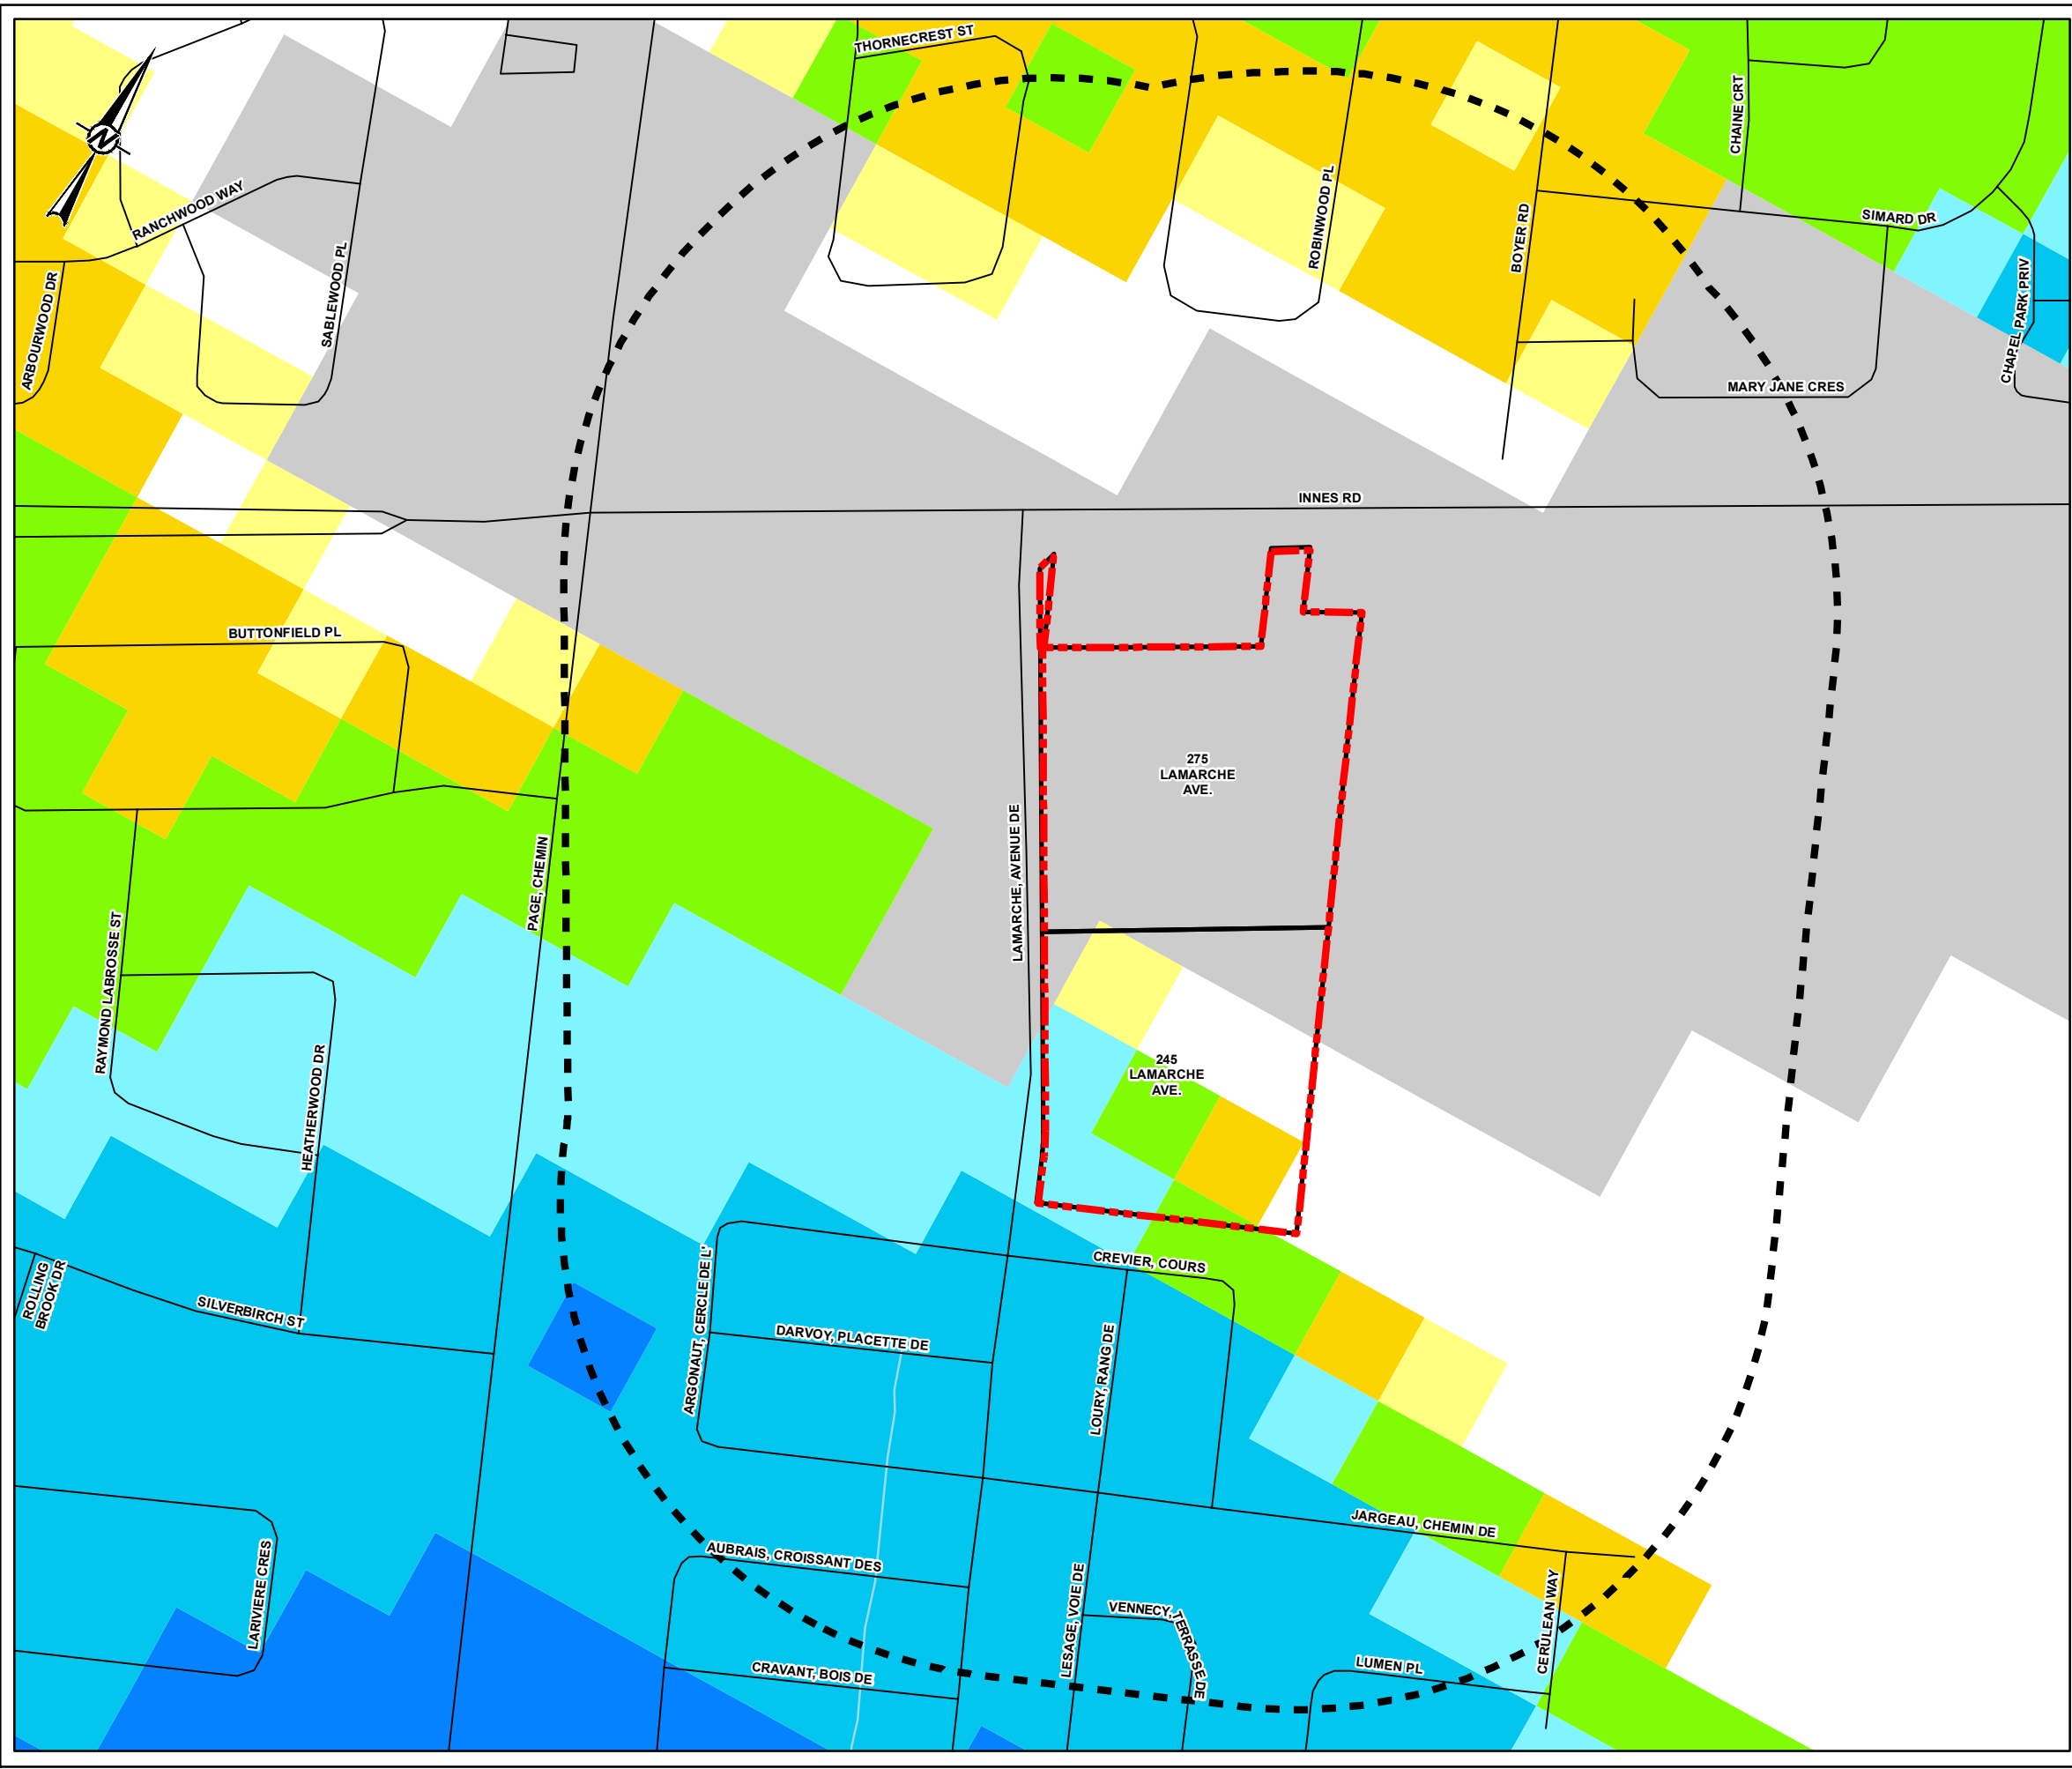 THORNECREST ST
CHAINE CRT
N
RANCHWOOD WAY
ROBINWOOD PL
BOYER RD
SIMARD DR
ARBOURWOOD DR
SABLEWOOD PL
CHAPEL PARK PRIV
MARY JANE CRES
INNES RD
BUTTONFIELD PL
275
LAMARCHE
AVE.
PAGE, CHEMIN
LAMARCHE, AVENUE DE
RAYMOND LABROSSE ST
HEATHERWOOD DR
245
LAMARCHE
AVE.
CREVIER, COURS
ROLLING
BROOK DR
SILVERBIRCH ST
ARGONAUT, CERCLE DE L'
DARVOY, PLACETTE DE
LOURY, RANG DE
JARGEAU, CHEMIN DE
LARIVIERE CRES
AUBRAIS, CROISSANT DES
LESAGE, VOIE DE
VENNECY, TERRASSE DE
CERULEAN WAY
CRAVANT, BOIS DE
LUMEN PL